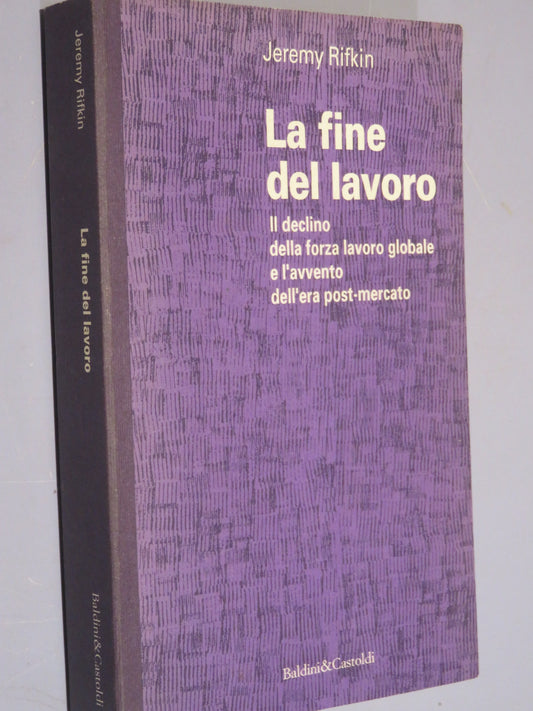 Jeremy Rifkin
La fine del lavoro
Baldini&Castoldi
Jeremy Rifkin
La fine
del lavoro
Il declino
della forza lavoro globale
e l'avvento
dell'era post-mercato
Baldini&Castoldi